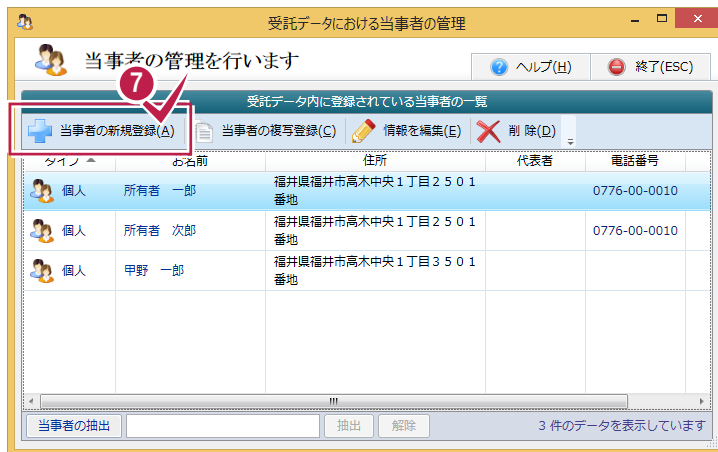 受託データにおける当事者の管理
当事者の管理を行います
ヘルプ(H)
終了(ESC)
7
受託データ内に登録されている当事者の一覧
当事者の新規登録(A)
当事者の複写登録(C)
情報を編集(E)
削 除(D)
タイプ
お名前
住所
代表者
電話番号
個人
所有者　一郎
福井県福井市高木中央１丁目２５０１
番地
0776-00-0010
個人
所有者　次郎
福井県福井市高木中央１丁目２５０１
番地
0776-00-0010
個人
甲野　一郎
福井県福井市高木中央１丁目３５０１
番地
当事者の抽出
抽出
解除
3 件のデータを表示しています